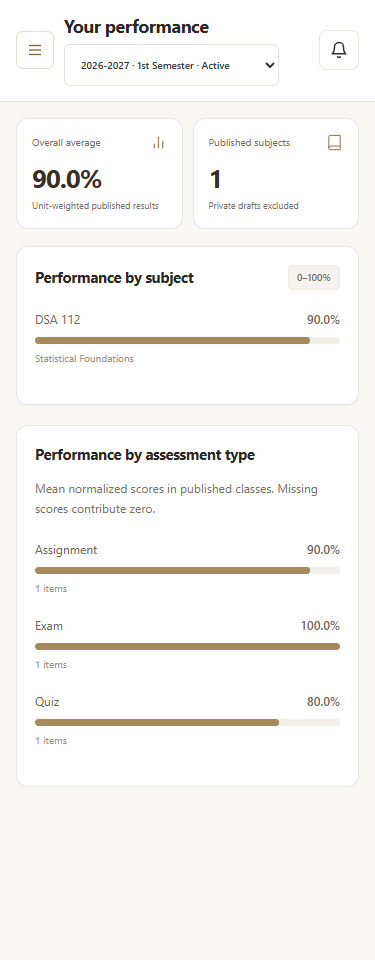 Your performance
2026-2027 · 1st Semester · Active
Overall average
90.0%
Unit-weighted published results
Published subjects
1
Private drafts excluded
Performance by subject
0–100%
DSA 112
90.0%
Statistical Foundations
Performance by assessment type
Mean normalized scores in published classes. Missing
scores contribute zero.
Assignment
90.0%
1 items
Exam
100.0%
1 items
Quiz
80.0%
1 items